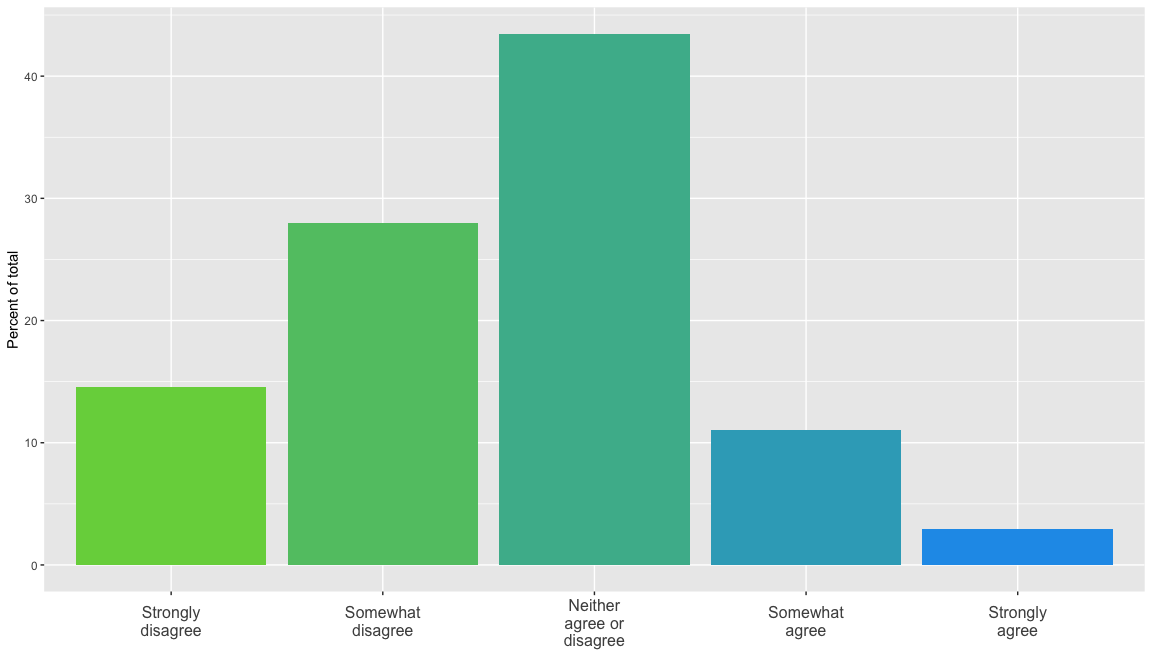 Percent of total
40
30
20
10
0
Strongly
disagree
Somewhat
disagree
Neither
agree or
disagree
Somewhat
agree
Strongly
agree